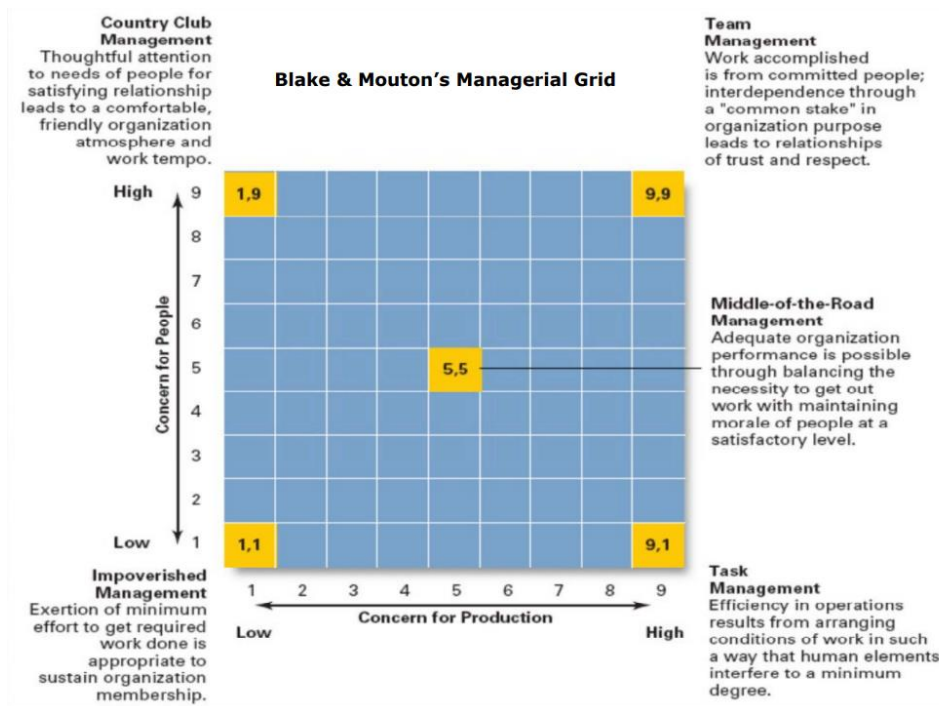 Country Club
Management
Thoughtful attention
to needs of people for
satisfying relationship
leads to a comfortable,
friendly organization
atmosphere and
work tempo.
Blake & Mouton’s Managerial Grid
Team
Management
Work accomplished
is from committed people;
interdependence through
a "common stake" in
organization purpose
leads to relationships
of trust and respect.
High
9
1,9
9,9
8
7
6
5
5,5
4
3
2
Low
1
1,1
9,1
Concern for People
Middle-of-the-Road
Management
Adequate organization
performance is possible
through balancing the
necessity to get out
work with maintaining
morale of people at a
satisfactory level.
Impoverished
Management
Exertion of minimum
effort to get required
work done is
appropriate to
sustain organization
membership.
1 2 3 4 5 6 7 8 9
Concern for Production
Low
High
Task
Management
Efficiency in operations
results from arranging
conditions of work in such
a way that human elements
interfere to a minimum
degree.